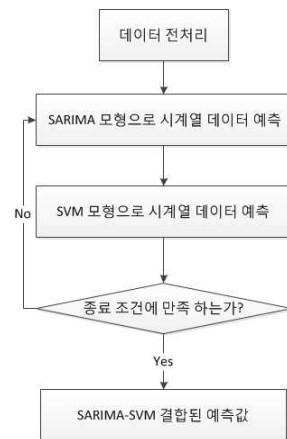 데이터 전처리
SARIMA 모형으로 시계열 데이터 예측
No
SVM 모형으로 시계열 데이터 예측
종료 조건에 만족 하는가?
Yes
SARIMA-SVM 결합된 예측값